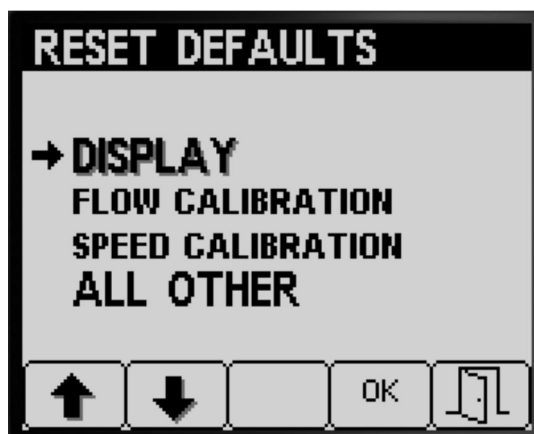 RESET DEFAULTS
DISPLAY
FLOW CALIBRATION
SPEED CALIBRATION
ALL OTHER
OK